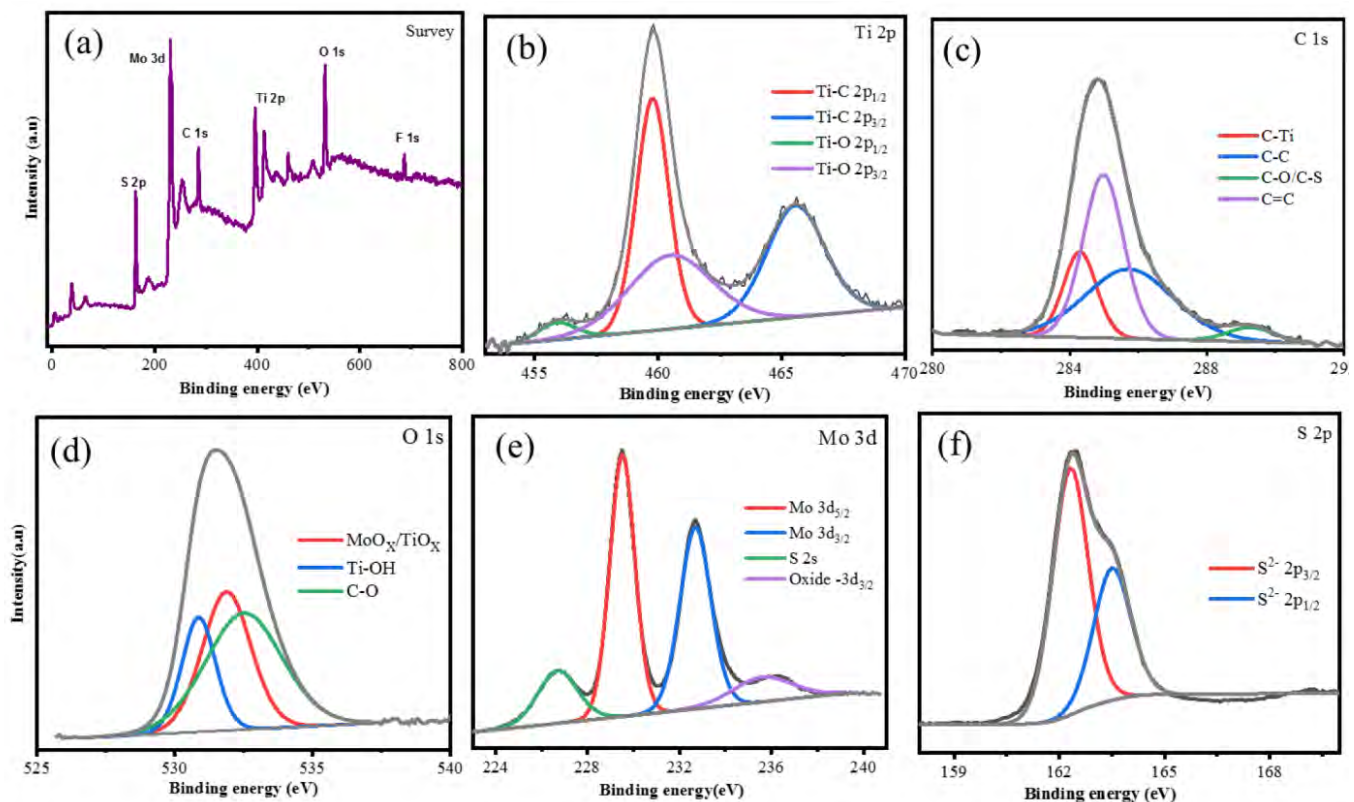 (a)
Survey
Mo 3d
O 1s
Ti 2p
C 1s
F 1s
S 2p
Intensity (a.u)
0 200 400 600 800
Binding energy (eV)
(b)
Ti 2p
Ti-C 2p1/2
Ti-C 2p3/2
Ti-O 2p1/2
Ti-O 2p3/2
455 460 465 470
Binding energy (eV)
(c)
C 1s
C-Ti
C-C
C-O/C-S
C=C
280 284 288 292
Binding energy (eV)
(d)
O 1s
MoOX/TiOX
Ti-OH
C-O
Intensity(a.u)
525 530 535 540
Binding energy (eV)
(e)
Mo 3d
Mo 3d5/2
Mo 3d3/2
S 2s
Oxide -3d3/2
224 228 232 236 240
Binding energy(eV)
(f)
S 2p
S2- 2p3/2
S2- 2p1/2
159 162 165 168
Binding energy (eV)